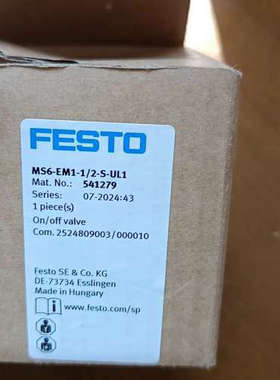 FESTO
MS6-EM1-1/2-S-UL1
Mat. No.: 541279
Series: 07-2024:43
1 piece(s)
On/off valve
Com. 2524809003/000010
Festo SE & Co. KG
DE-73734 Esslingen
Made in Hungary
www.festo.com/sp